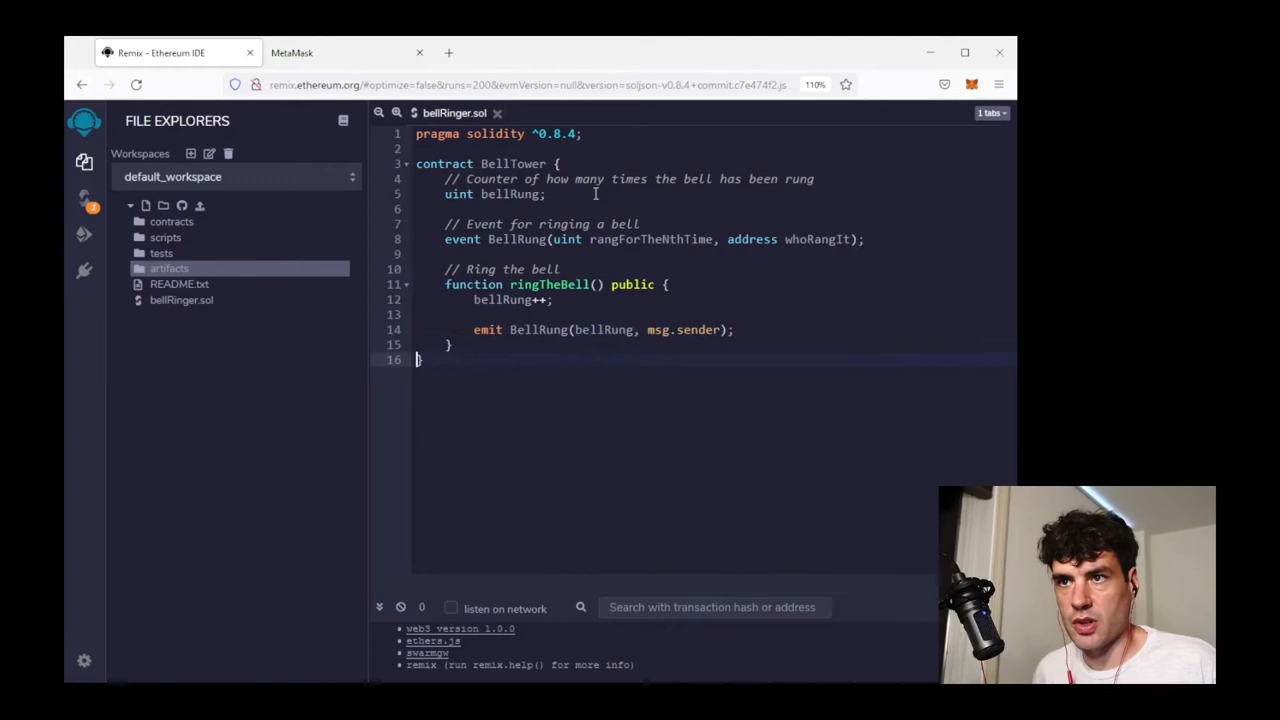 Remix - Ethereum IDE
MetaMask
remix.ethereum.org/#optimize=false&runs=200&evmVersion=null&version=soljson-v0.8.4+commit.c7e474f2.js
110%
FILE EXPLORERS
Workspaces
default_workspace
contracts
scripts
tests
artifacts
README.txt
bellRinger.sol
1
bellRinger.sol
1 tabs
1 pragma solidity ^0.8.4;
2
3 contract BellTower {
4 // Counter of how many times the bell has been rung
5 uint bellRung;
6
7 // Event for ringing a bell
8 event BellRung(uint rangForTheNthTime, address whoRangIt);
9
10 // Ring the bell
11 function ringTheBell() public {
12 bellRung++;
13
14 emit BellRung(bellRung, msg.sender);
15 }
16 }
0
listen on network
Search with transaction hash or address
• web3 version 1.0.0
• ethers.js
• swarmgw
• remix (run remix.help() for more info)